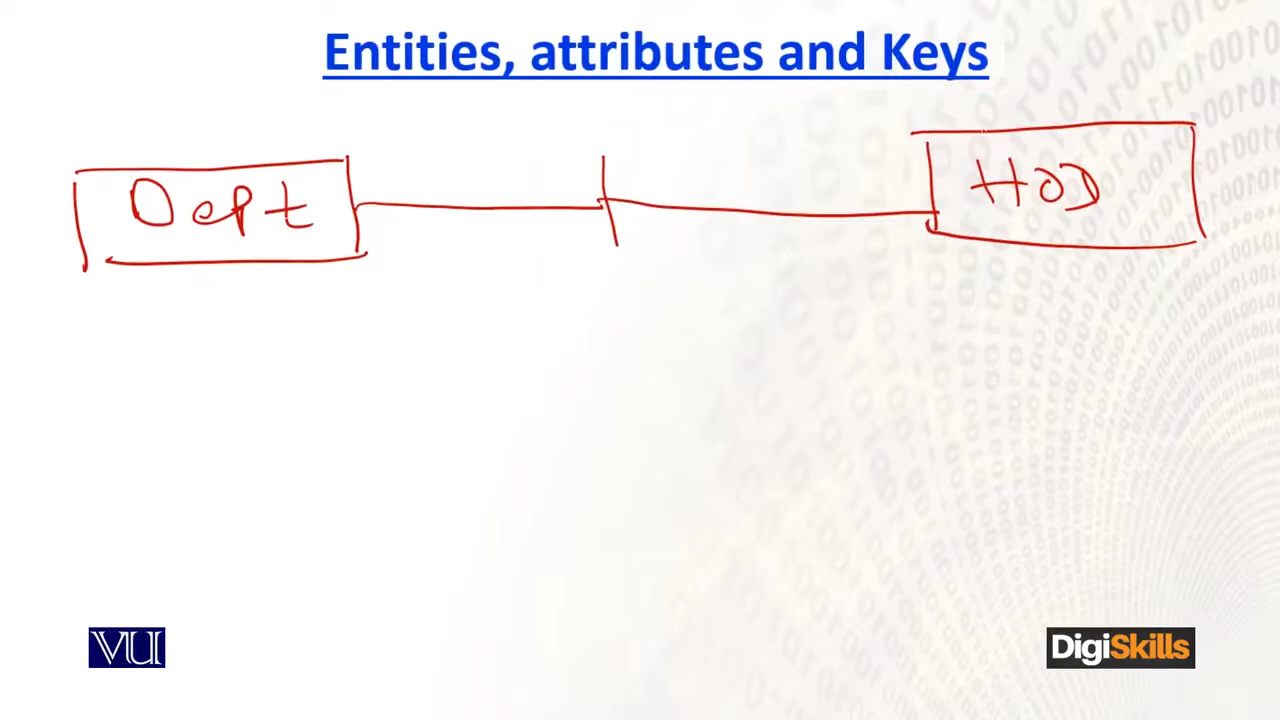 Entities, attributes and Keys
Dept
HOD
VU
DigiSkills